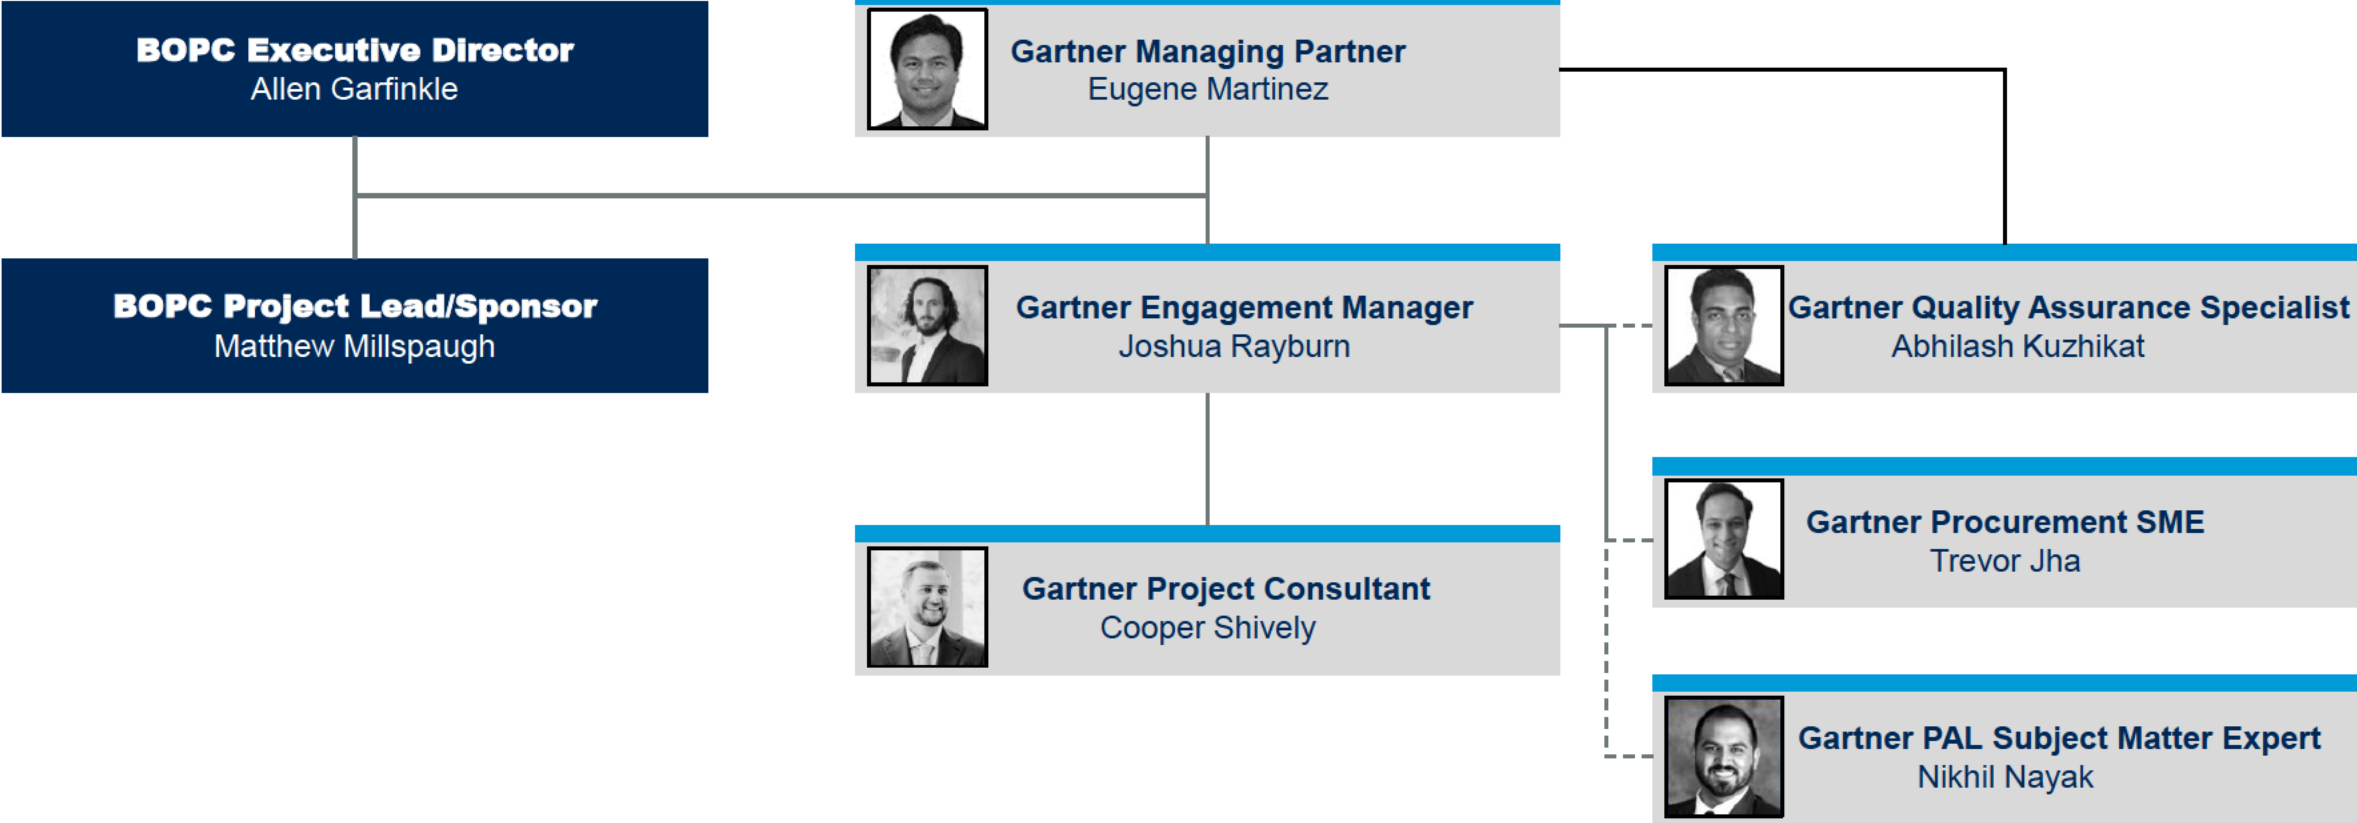 BOPC Executive Director
Allen Garfinkle
Gartner Managing Partner
Eugene Martinez
BOPC Project Lead/Sponsor
Matthew Millspaugh
Gartner Engagement Manager
Joshua Rayburn
Gartner Quality Assurance Specialist
Abhilash Kuzhikat
Gartner Procurement SME
Trevor Jha
Gartner Project Consultant
Cooper Shively
Gartner PAL Subject Matter Expert
Nikhil Nayak